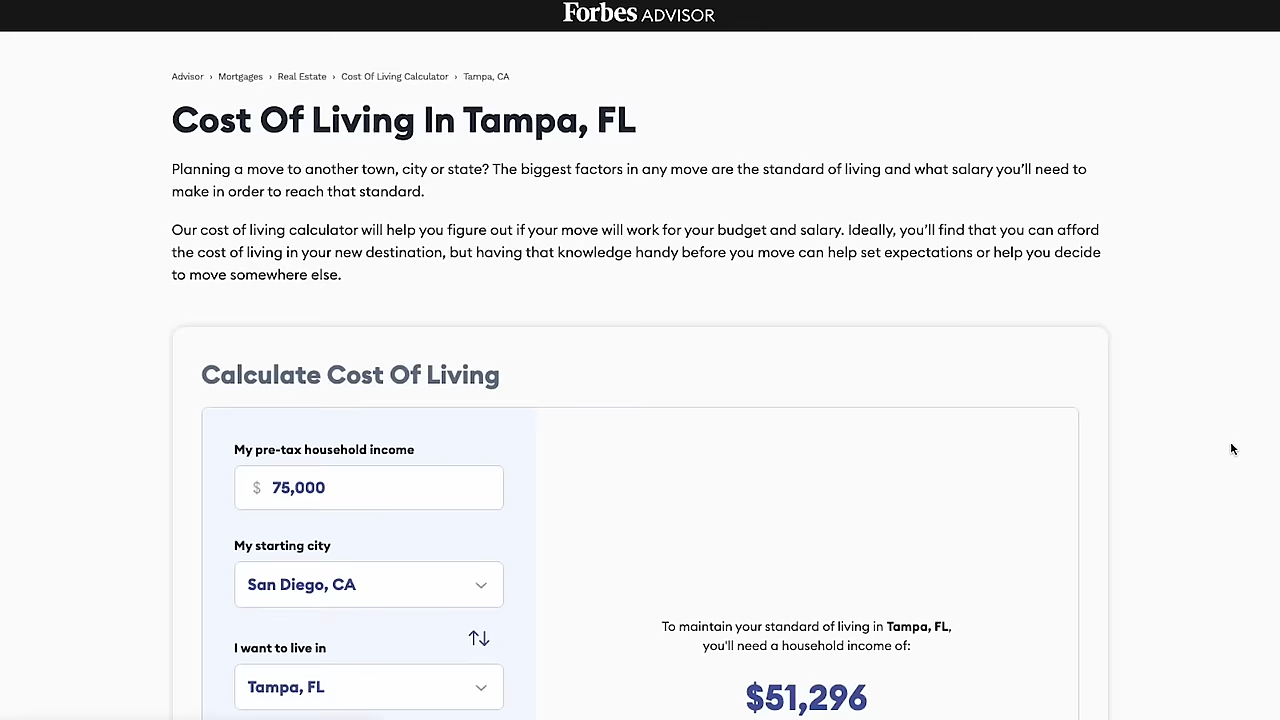 Forbes ADVISOR
Advisor › Mortgages › Real Estate › Cost Of Living Calculator › Tampa, CA
Cost Of Living In Tampa, FL
Planning a move to another town, city or state? The biggest factors in any move are the standard of living and what salary you’ll need to
make in order to reach that standard.
Our cost of living calculator will help you figure out if your move will work for your budget and salary. Ideally, you’ll find that you can afford
the cost of living in your new destination, but having that knowledge handy before you move can help set expectations or help you decide
to move somewhere else.
Calculate Cost Of Living
My pre-tax household income
$ 75,000
My starting city
San Diego, CA
I want to live in
Tampa, FL
To maintain your standard of living in Tampa, FL,
you'll need a household income of:
$51,296